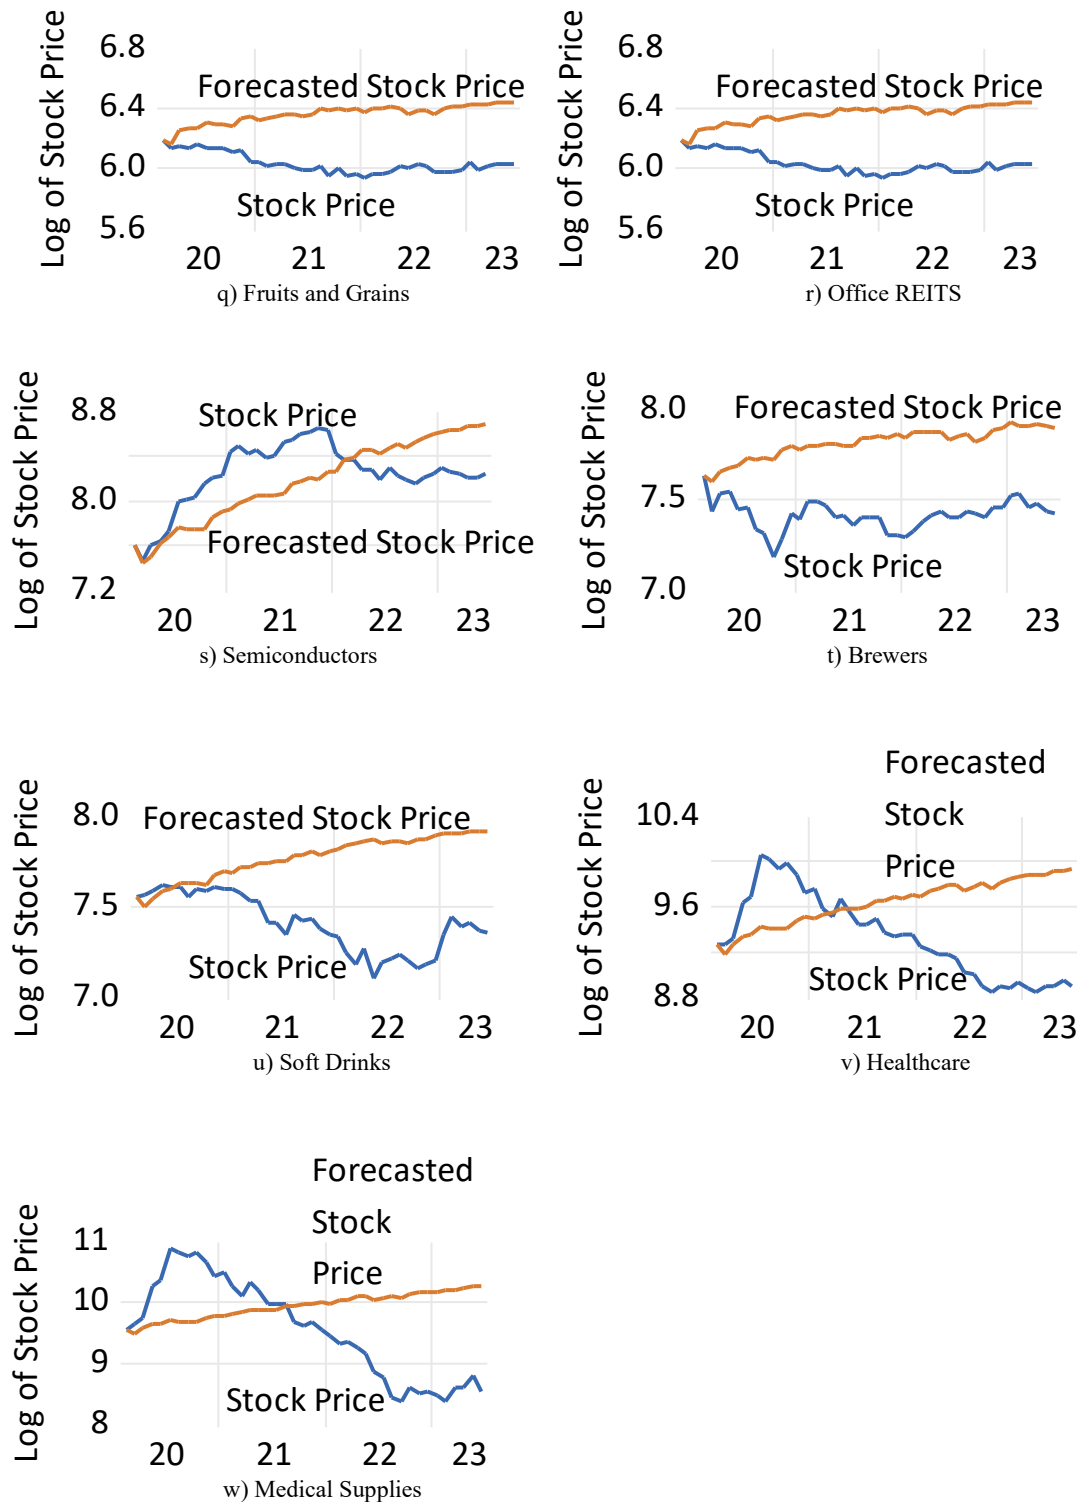 Log of Stock Price
6.8
6.4
6.0
5.6
Forecasted Stock Price
Stock Price
20 21 22 23
q) Fruits and Grains
Log of Stock Price
6.8
6.4
6.0
5.6
Forecasted Stock Price
Stock Price
20 21 22 23
r) Office REITS
Log of Stock Price
8.8
8.0
7.2
Stock Price
Forecasted Stock Price
20 21 22 23
s) Semiconductors
Log of Stock Price
8.0
7.5
7.0
Forecasted Stock Price
Stock Price
20 21 22 23
t) Brewers
Log of Stock Price
8.0
7.5
7.0
Forecasted Stock Price
Stock Price
20 21 22 23
u) Soft Drinks
Log of Stock Price
10.4
9.6
8.8
Forecasted
Stock
Price
Stock Price
20 21 22 23
v) Healthcare
Log of Stock Price
11
10
9
8
Forecasted
Stock
Price
Stock Price
20 21 22 23
w) Medical Supplies